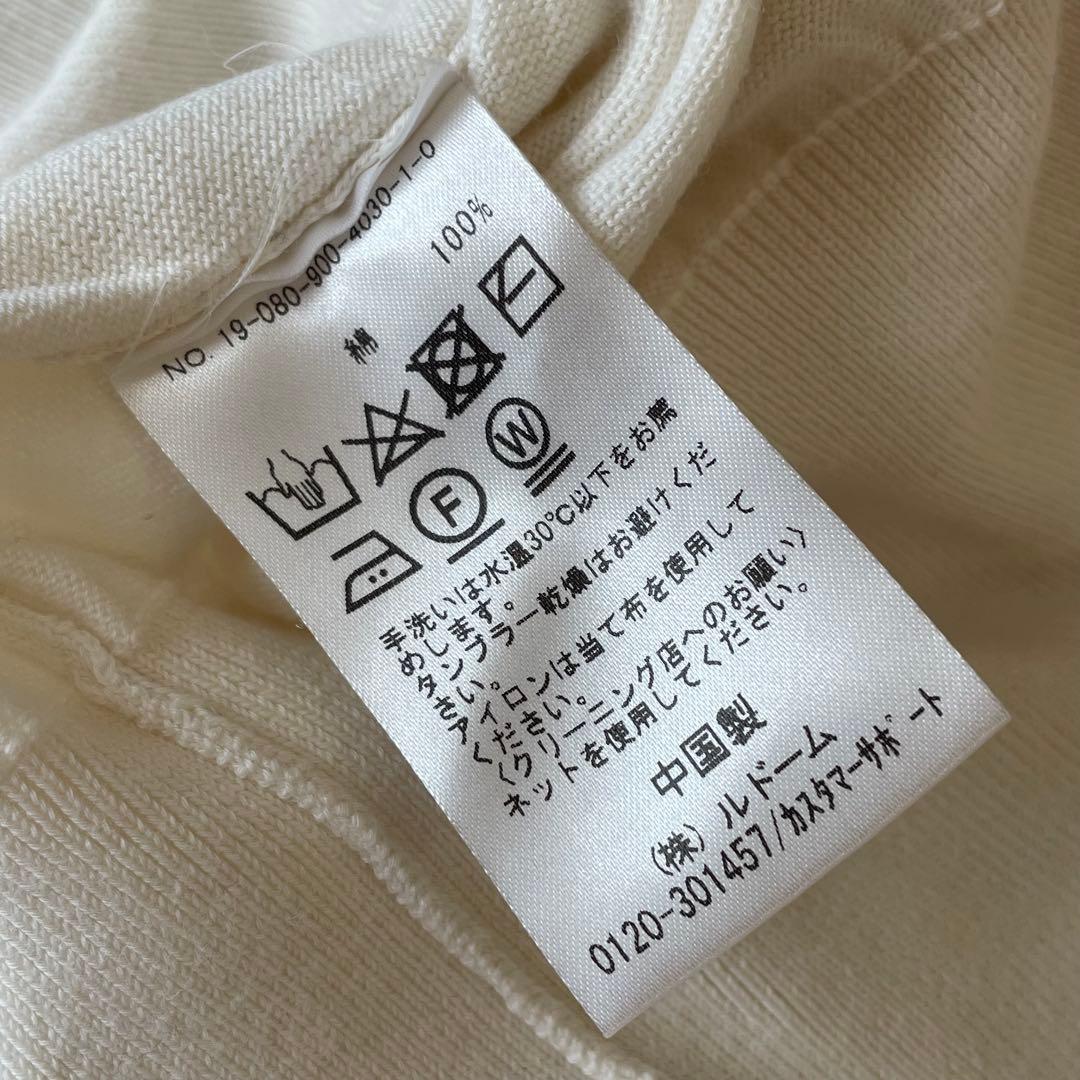 NO. 19-080-900-4030-1-0
綿 100%
F W
手洗いは水温30℃以下をお薦
めします。
タンブラー乾燥はお避けくだ
さい。
アイロンは当て布を使用して
ください。
〈クリーニング店へのお願い〉
ネットを使用してください。
中国製
(株)ルドーム
0120-301457/カスタマーサポート